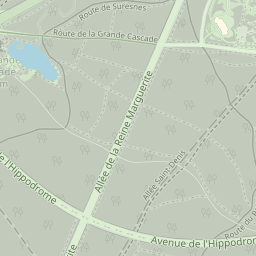 Route de Suresnes
Route de la Grande Cascade
Allée de la Reine Marguerite
Allée Saint-Denis
de l'Hippodrome
Avenue de l'Hippodrome